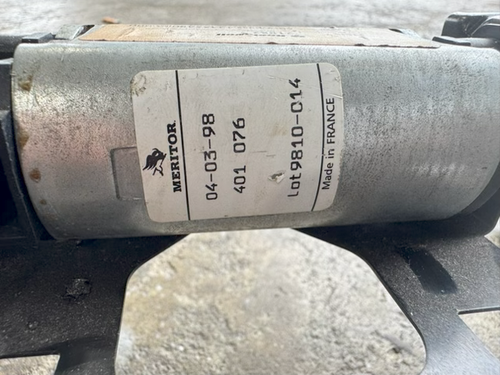 MERITOR
04-03-98
401 076
Lot 9810-014
Made in FRANCE